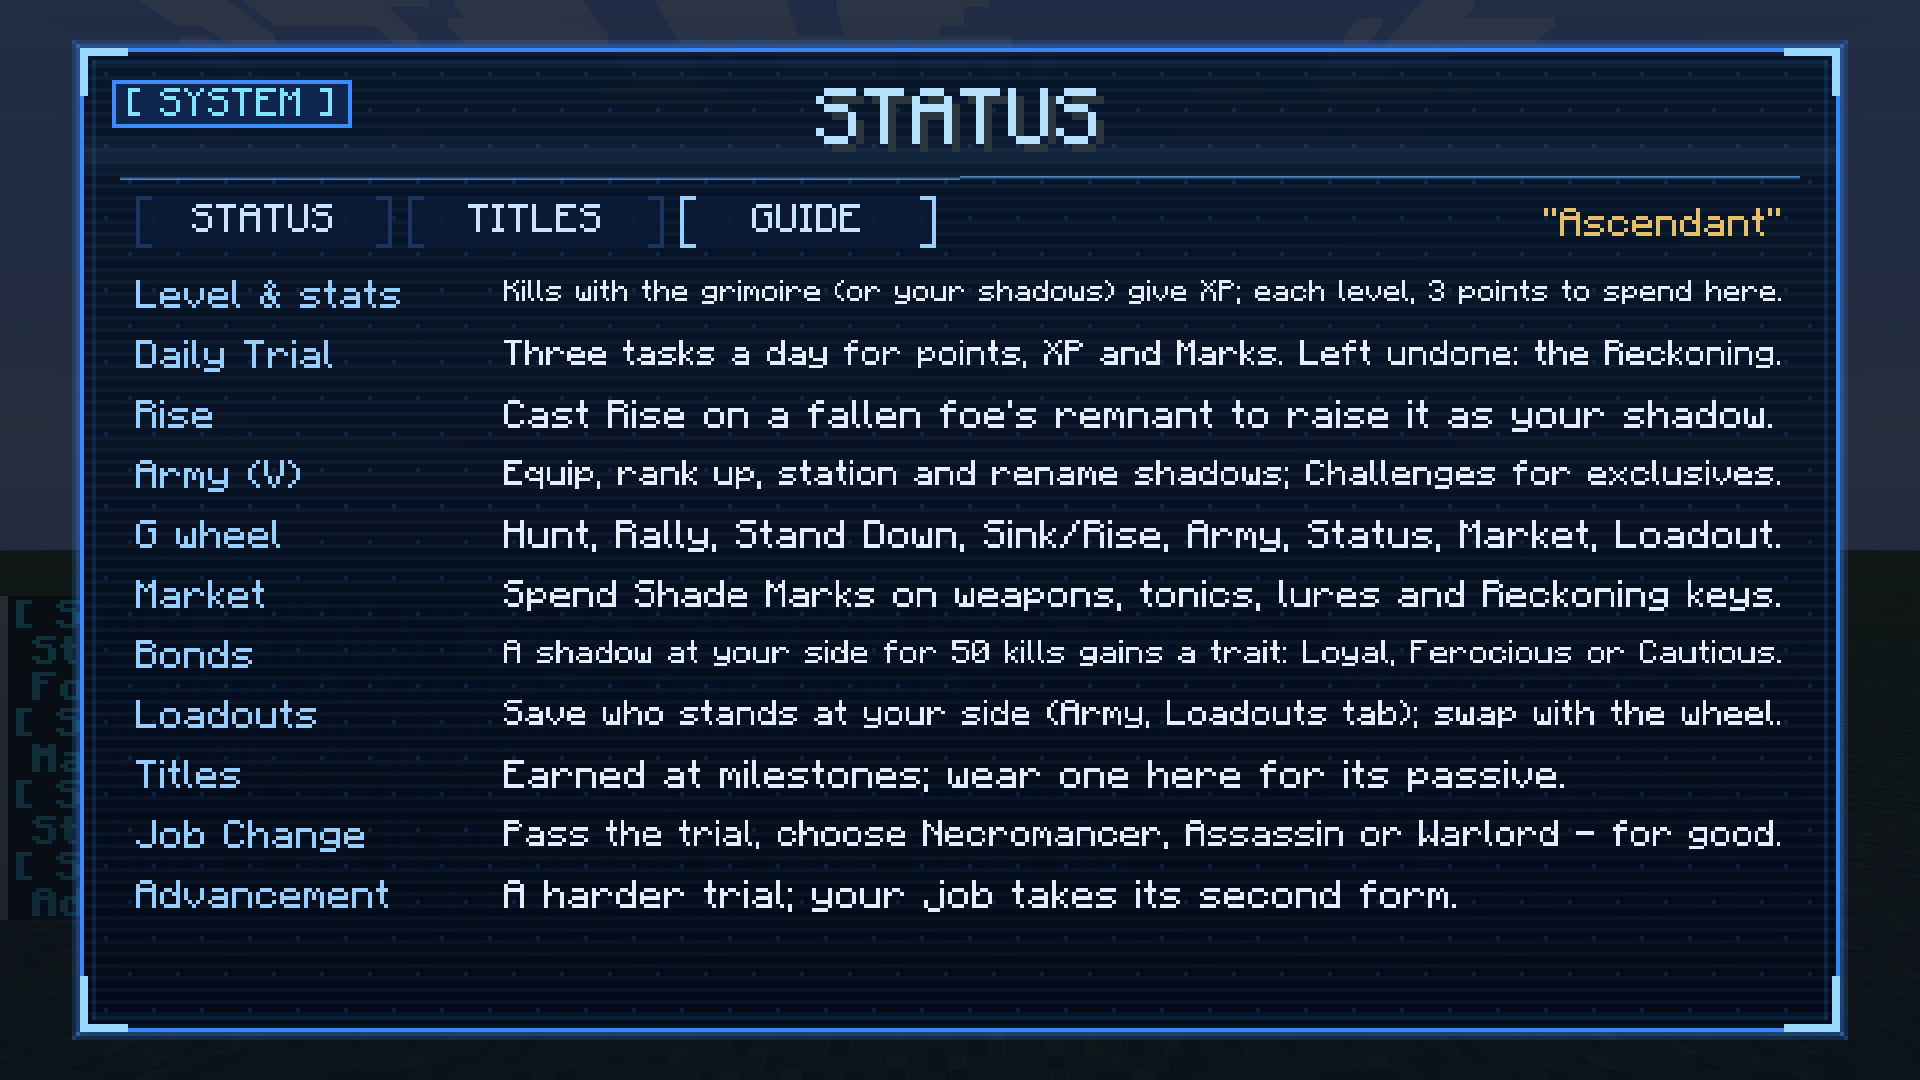 [ SYSTEM ]
STATUS
[ STATUS ] [ TITLES ] [ GUIDE ] "Ascendant"
Level & stats Kills with the grimoire (or your shadows) give XP; each level, 3 points to spend here.
Daily Trial Three tasks a day for points, XP and Marks. Left undone: the Reckoning.
Rise Cast Rise on a fallen foe's remnant to raise it as your shadow.
Army (V) Equip, rank up, station and rename shadows; Challenges for exclusives.
G wheel Hunt, Rally, Stand Down, Sink/Rise, Army, Status, Market, Loadout.
Market Spend Shade Marks on weapons, tonics, lures and Reckoning keys.
Bonds A shadow at your side for 50 kills gains a trait: Loyal, Ferocious or Cautious.
Loadouts Save who stands at your side (Army, Loadouts tab); swap with the wheel.
Titles Earned at milestones; wear one here for its passive.
Job Change Pass the trial, choose Necromancer, Assassin or Warlord – for good.
Advancement A harder trial; your job takes its second form.